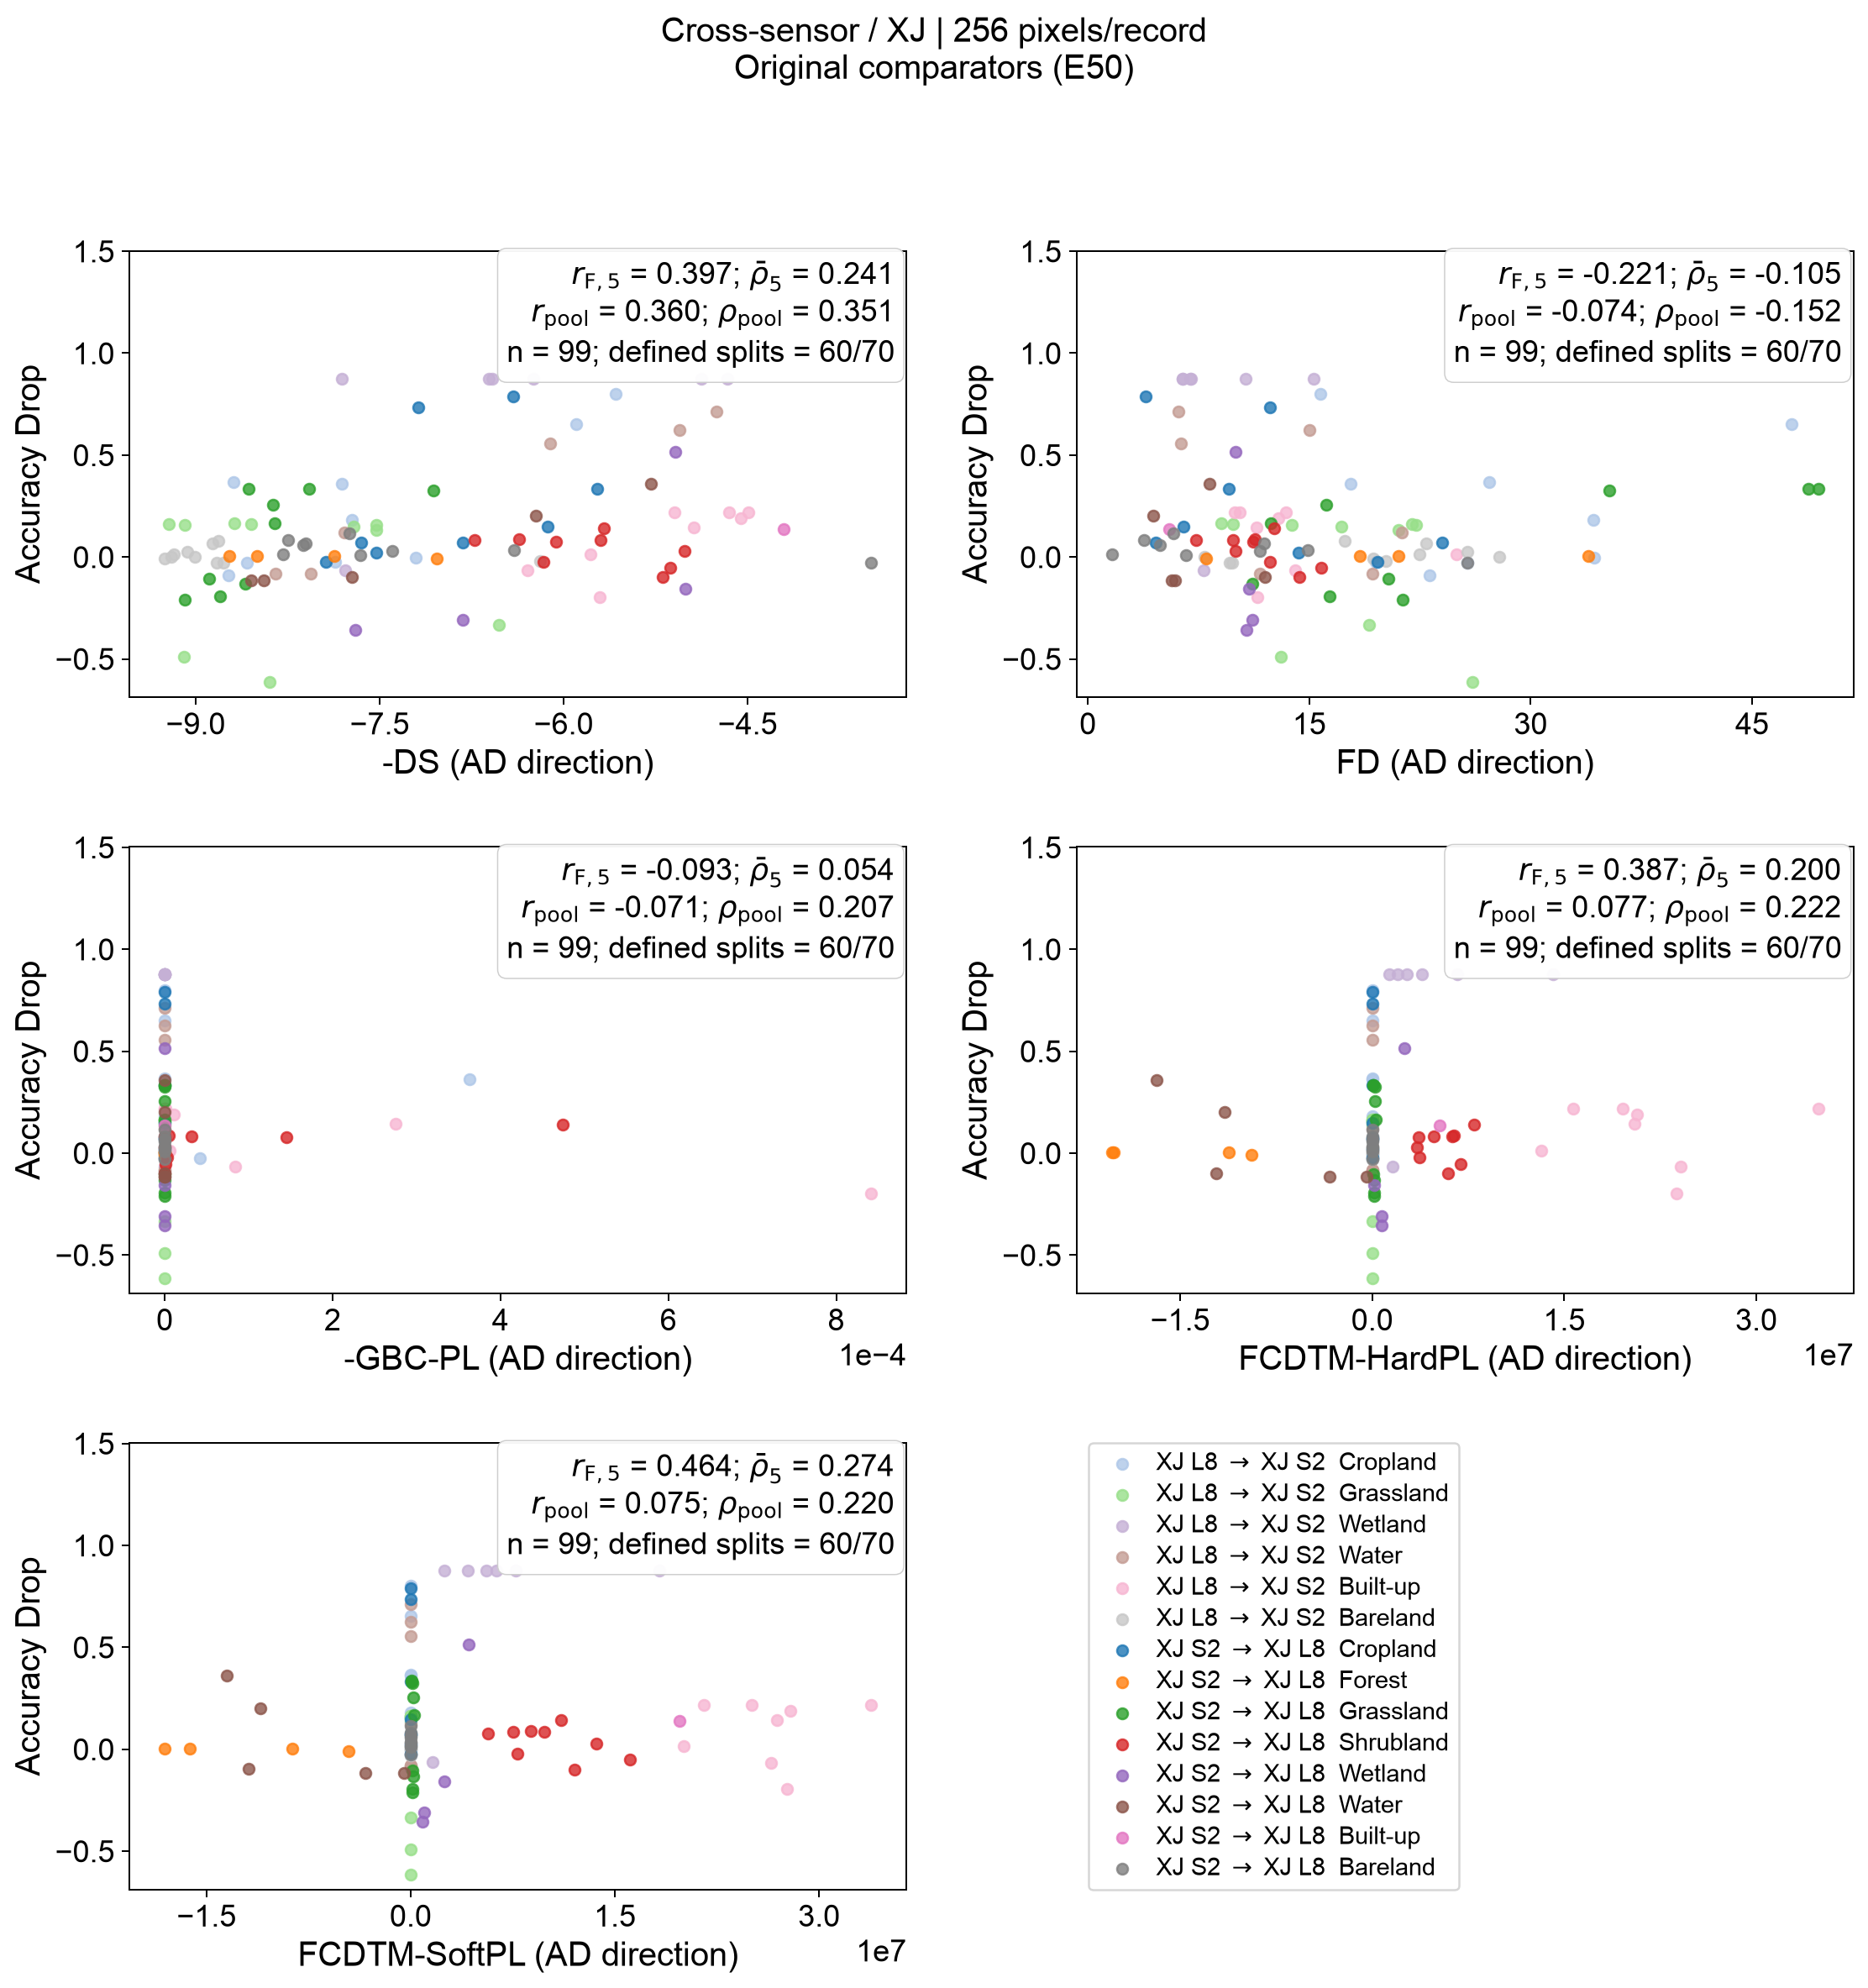 Cross-sensor / XJ | 256 pixels/record
Original comparators (E50)
1.5
1.0
0.5
0.0
−0.5
Accuracy Drop
r_F,5 = 0.397; ρ̄_5 = 0.241
r_pool = 0.360; ρ_pool = 0.351
n = 99; defined splits = 60/70
−9.0 −7.5 −6.0 −4.5
-DS (AD direction)
1.5
1.0
0.5
0.0
−0.5
Accuracy Drop
r_F,5 = -0.221; ρ̄_5 = -0.105
r_pool = -0.074; ρ_pool = -0.152
n = 99; defined splits = 60/70
0 15 30 45
FD (AD direction)
1.5
1.0
0.5
0.0
−0.5
Accuracy Drop
r_F,5 = -0.093; ρ̄_5 = 0.054
r_pool = -0.071; ρ_pool = 0.207
n = 99; defined splits = 60/70
0 2 4 6 8
1e−4
-GBC-PL (AD direction)
1.5
1.0
0.5
0.0
−0.5
Accuracy Drop
r_F,5 = 0.387; ρ̄_5 = 0.200
r_pool = 0.077; ρ_pool = 0.222
n = 99; defined splits = 60/70
−1.5 0.0 1.5 3.0
1e7
FCDTM-HardPL (AD direction)
1.5
1.0
0.5
0.0
−0.5
Accuracy Drop
r_F,5 = 0.464; ρ̄_5 = 0.274
r_pool = 0.075; ρ_pool = 0.220
n = 99; defined splits = 60/70
−1.5 0.0 1.5 3.0
1e7
FCDTM-SoftPL (AD direction)
XJ L8 → XJ S2 Cropland
XJ L8 → XJ S2 Grassland
XJ L8 → XJ S2 Wetland
XJ L8 → XJ S2 Water
XJ L8 → XJ S2 Built-up
XJ L8 → XJ S2 Bareland
XJ S2 → XJ L8 Cropland
XJ S2 → XJ L8 Forest
XJ S2 → XJ L8 Grassland
XJ S2 → XJ L8 Shrubland
XJ S2 → XJ L8 Wetland
XJ S2 → XJ L8 Water
XJ S2 → XJ L8 Built-up
XJ S2 → XJ L8 Bareland